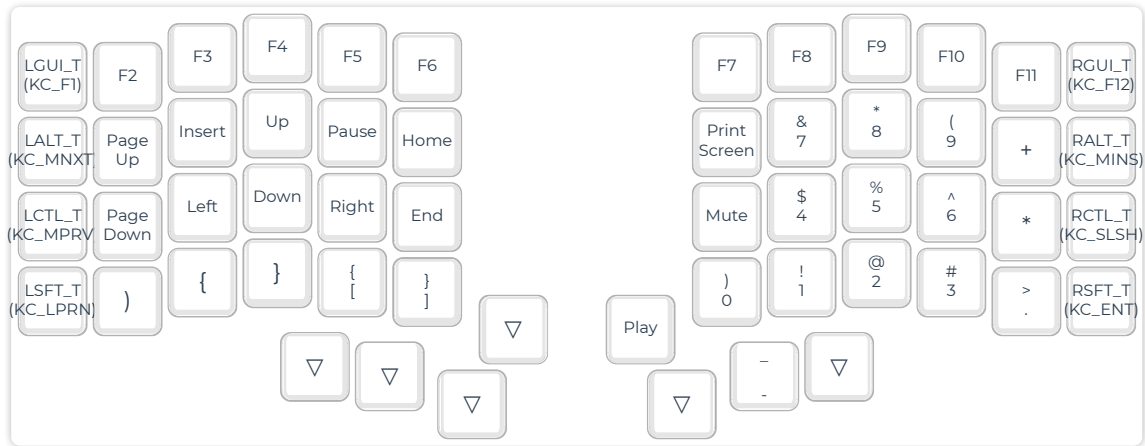 LGUI_T
(KC_F1)
F2
F3
F4
F5
F6
F7
F8
F9
F10
F11
RGUI_T
(KC_F12)
LALT_T
(KC_MNXT)
Page
Up
Insert
Up
Pause
Home
Print
Screen
&
7
*
8
(
9
+
RALT_T
(KC_MINS)
LCTL_T
(KC_MPRV
Page
Down
Left
Down
Right
End
Mute
$
4
%
5
^
6
*
RCTL_T
(KC_SLSH)
LSFT_T
(KC_LPRN)
)
{
}
{
[
}
]
)
0
!
1
@
2
#
3
>
.
RSFT_T
(KC_ENT)
▽
Play
▽
▽
▽
▽
_
-
▽